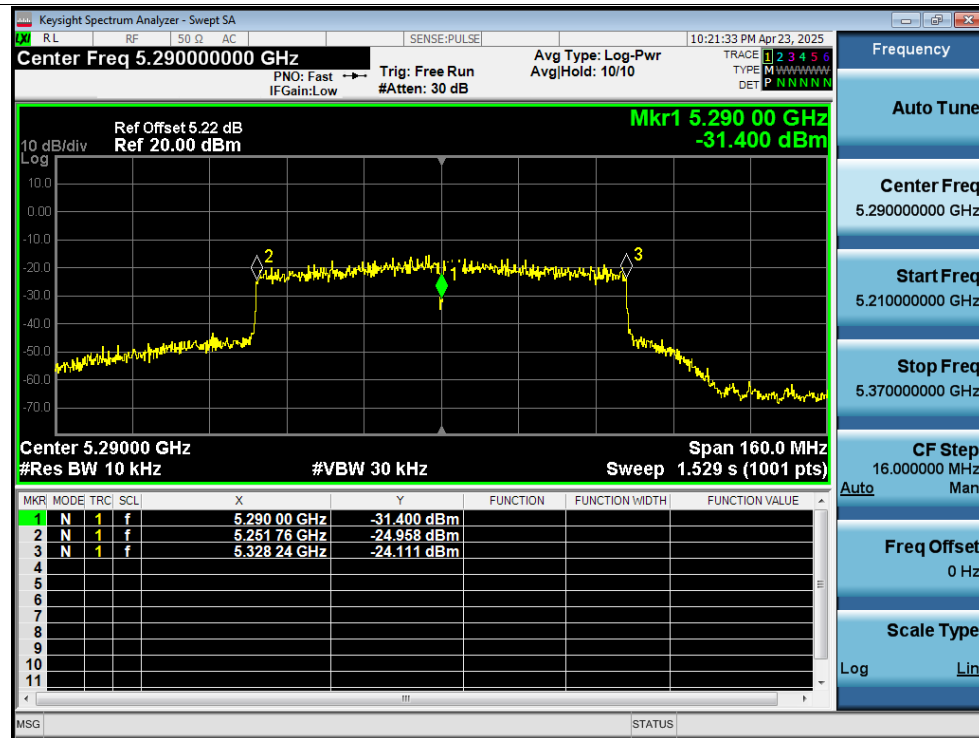 Keysight Spectrum Analyzer - Swept SA
LXI RL RF 50 Ω AC SENSE:PULSE 10:21:33 PM Apr 23, 2025
Center Freq 5.290000000 GHz
PNO: Fast
IFGain:Low
Trig: Free Run
#Atten: 30 dB
Avg Type: Log-Pwr
Avg|Hold: 10/10
TRACE 1 2 3 4 5 6
TYPE M W W W W W
DET P N N N N N
Ref Offset 5.22 dB
10 dB/div Ref 20.00 dBm
Log
Mkr1 5.290 00 GHz
-31.400 dBm
10.0
0.00
-10.0
-20.0
-30.0
-40.0
-50.0
-60.0
-70.0
2
1
3
Center 5.29000 GHz Span 160.0 MHz
#Res BW 10 kHz #VBW 30 kHz Sweep 1.529 s (1001 pts)
MKR MODE TRC SCL X Y FUNCTION FUNCTION WIDTH FUNCTION VALUE
1 N 1 f 5.290 00 GHz -31.400 dBm
2 N 1 f 5.251 76 GHz -24.958 dBm
3 N 1 f 5.328 24 GHz -24.111 dBm
4
5
6
7
8
9
10
11
MSG STATUS
Frequency
Auto Tune
Center Freq
5.290000000 GHz
Start Freq
5.210000000 GHz
Stop Freq
5.370000000 GHz
CF Step
16.000000 MHz
Auto Man
Freq Offset
0 Hz
Scale Type
Log Lin